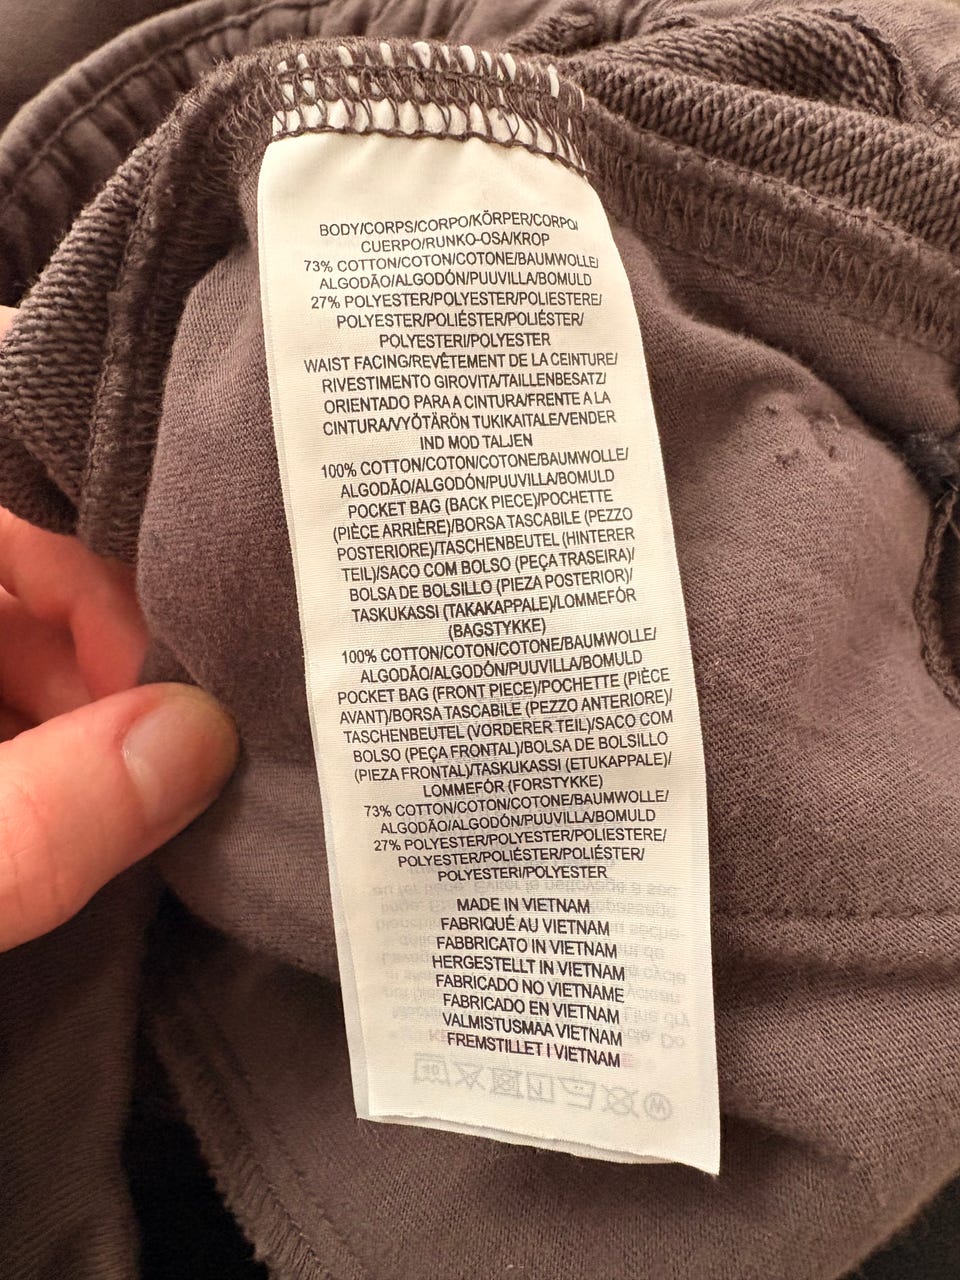 BODY/CORPS/CORPO/KÖRPER/CORPO/
CUERPO/RUNKO-OSA/KROP
73% COTTON/COTON/COTONE/BAUMWOLLE/
ALGODÃO/ALGODÓN/PUUVILLA/BOMULD
27% POLYESTER/POLYESTER/POLIESTERE/
POLYESTER/POLIÉSTER/POLIÉSTER/
POLYESTERI/POLYESTER
WAIST FACING/REVÊTEMENT DE LA CEINTURE/
RIVESTIMENTO GIROVITA/TAILLENBESATZ/
ORIENTADO PARA A CINTURA/FRENTE A LA
CINTURA/VYÖTÄRÖN TUKIKAITALE/VENDER
IND MOD TALJEN
100% COTTON/COTON/COTONE/BAUMWOLLE/
ALGODÃO/ALGODÓN/PUUVILLA/BOMULD
POCKET BAG (BACK PIECE)/POCHETTE
(PIÈCE ARRIÈRE)/BORSA TASCABILE (PEZZO
POSTERIORE)/TASCHENBEUTEL (HINTERER
TEIL)/SACO COM BOLSO (PEÇA TRASEIRA)/
BOLSA DE BOLSILLO (PIEZA POSTERIOR)/
TASKUKASSI (TAKAKAPPALE)/LOMMEFÓR
(BAGSTYKKE)
100% COTTON/COTON/COTONE/BAUMWOLLE/
ALGODÃO/ALGODÓN/PUUVILLA/BOMULD
POCKET BAG (FRONT PIECE)/POCHETTE (PIÈCE
AVANT)/BORSA TASCABILE (PEZZO ANTERIORE)/
TASCHENBEUTEL (VORDERER TEIL)/SACO COM
BOLSO (PEÇA FRONTAL)/BOLSA DE BOLSILLO
(PIEZA FRONTAL)/TASKUKASSI (ETUKAPPALE)/
LOMMEFÓR (FORSTYKKE)
73% COTTON/COTON/COTONE/BAUMWOLLE/
ALGODÃO/ALGODÓN/PUUVILLA/BOMULD
27% POLYESTER/POLYESTER/POLIESTERE/
POLYESTER/POLIÉSTER/POLIÉSTER/
POLYESTERI/POLYESTER
MADE IN VIETNAM
FABRIQUÉ AU VIETNAM
FABBRICATO IN VIETNAM
HERGESTELLT IN VIETNAM
FABRICADO NO VIETNAME
FABRICADO EN VIETNAM
VALMISTUSMAA VIETNAM
FREMSTILLET I VIETNAM